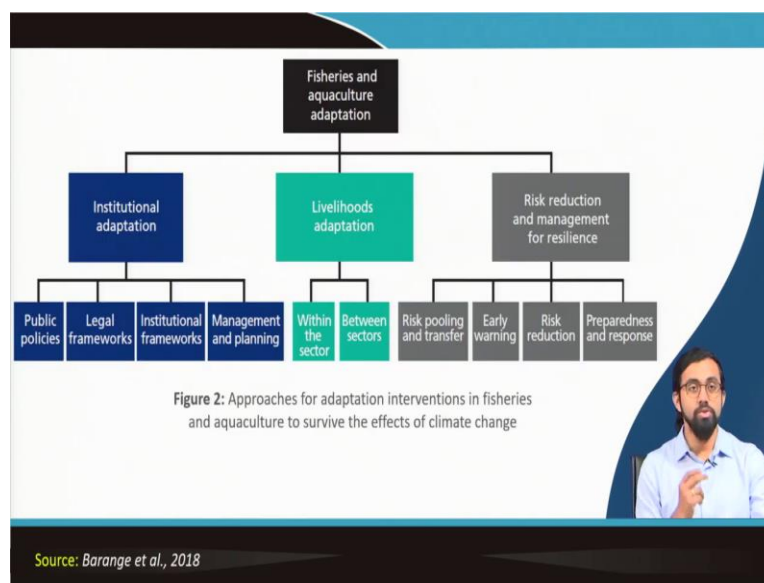 Fisheries and
aquaculture
adaptation
Institutional
adaptation
Livelihoods
adaptation
Risk reduction
and management
for resilience
Public
policies
Legal
frameworks
Institutional
frameworks
Management
and planning
Within
the
sector
Between
sectors
Risk pooling
and transfer
Early
warning
Risk
reduction
Preparedness
and response
Figure 2: Approaches for adaptation interventions in fisheries
and aquaculture to survive the effects of climate change
Source: Barange et al., 2018